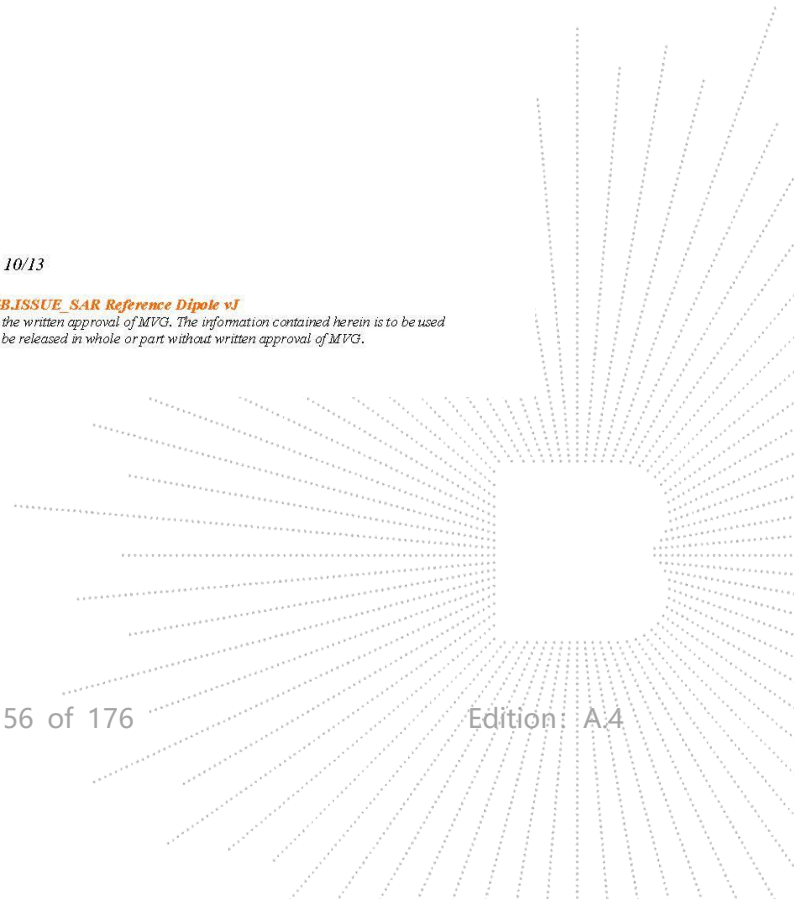 10/13
B.ISSUE_SAR Reference Dipole vJ
the written approval of MVG. The information contained herein is to be used
be released in whole or part without written approval of MVG.
56 of 176 Edition: A.4